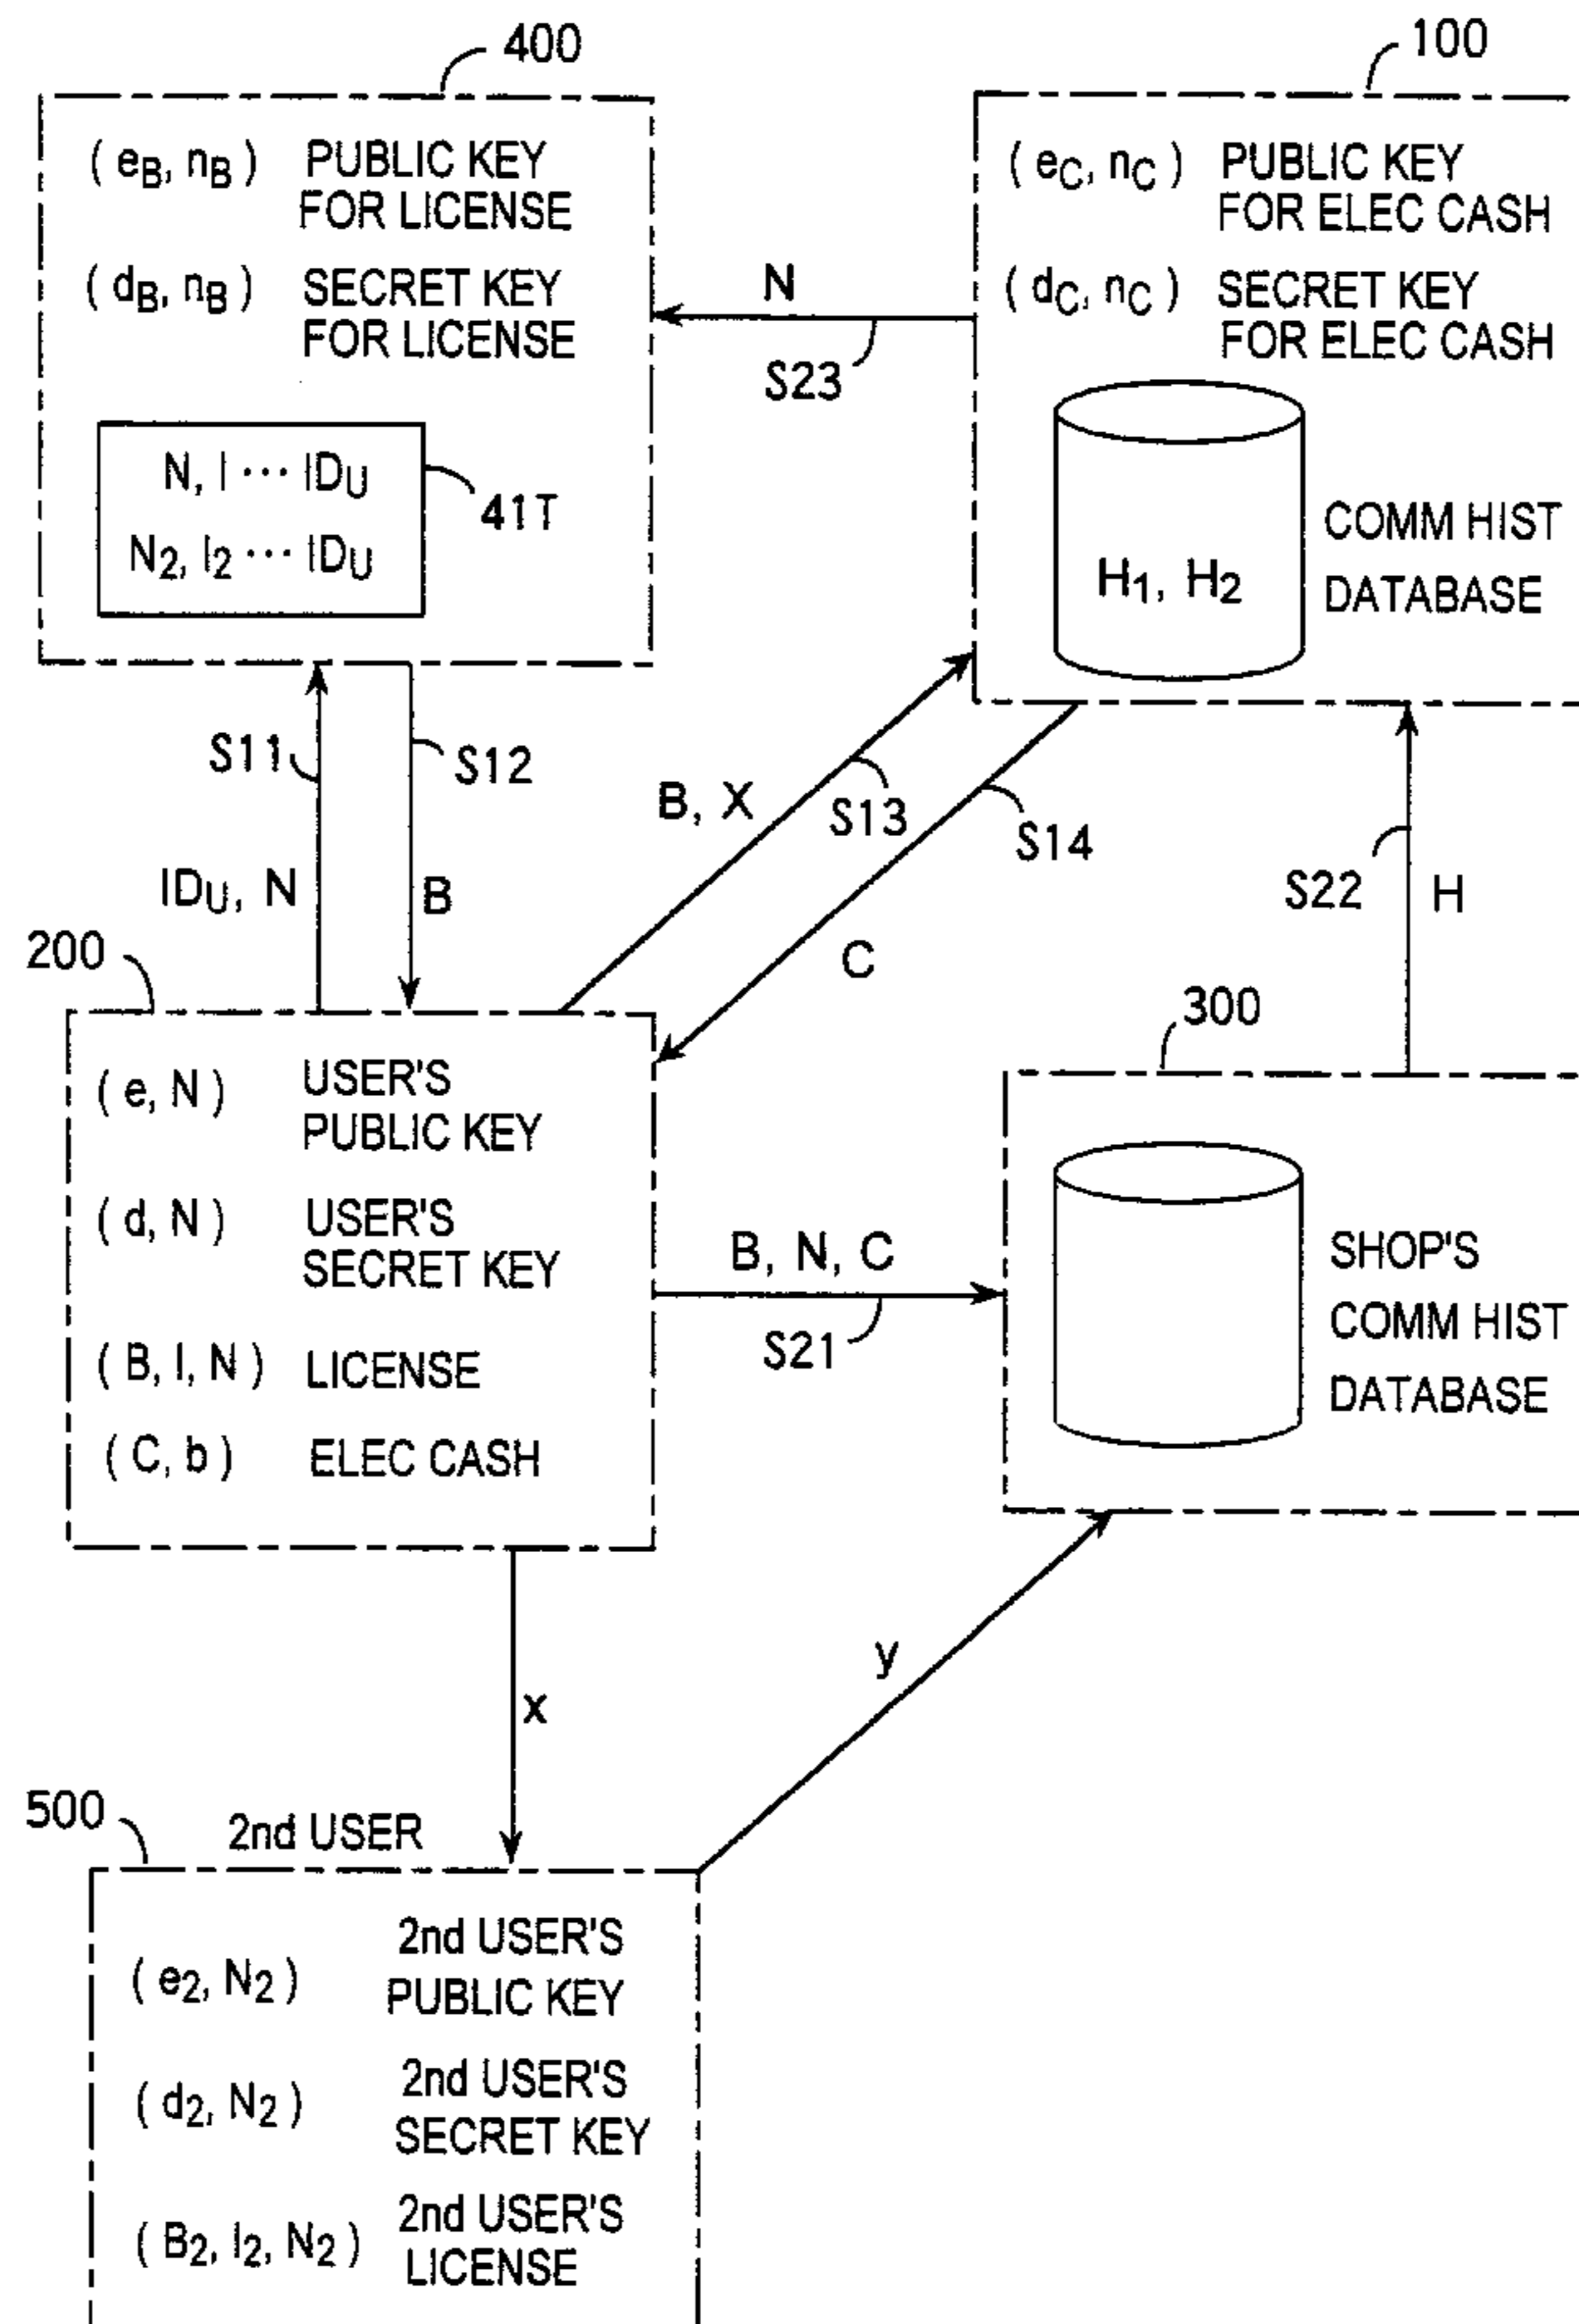 400
( eB, nB ) PUBLIC KEY
FOR LICENSE
( dB, nB ) SECRET KEY
FOR LICENSE
N, I ··· IDU
N2, I2 ··· IDU
41T
100
( eC, nC ) PUBLIC KEY
FOR ELEC CASH
( dC, nC ) SECRET KEY
FOR ELEC CASH
H1, H2
COMM HIST
DATABASE
N
S23
S11
S12
IDU, N
B
B, X
S13
S14
C
S22
H
200
( e, N ) USER'S
PUBLIC KEY
( d, N ) USER'S
SECRET KEY
( B, I, N ) LICENSE
( C, b ) ELEC CASH
B, N, C
S21
300
SHOP'S
COMM HIST
DATABASE
x
y
500
2nd USER
( e2, N2 ) 2nd USER'S
PUBLIC KEY
( d2, N2 ) 2nd USER'S
SECRET KEY
( B2, I2, N2 ) 2nd USER'S
LICENSE